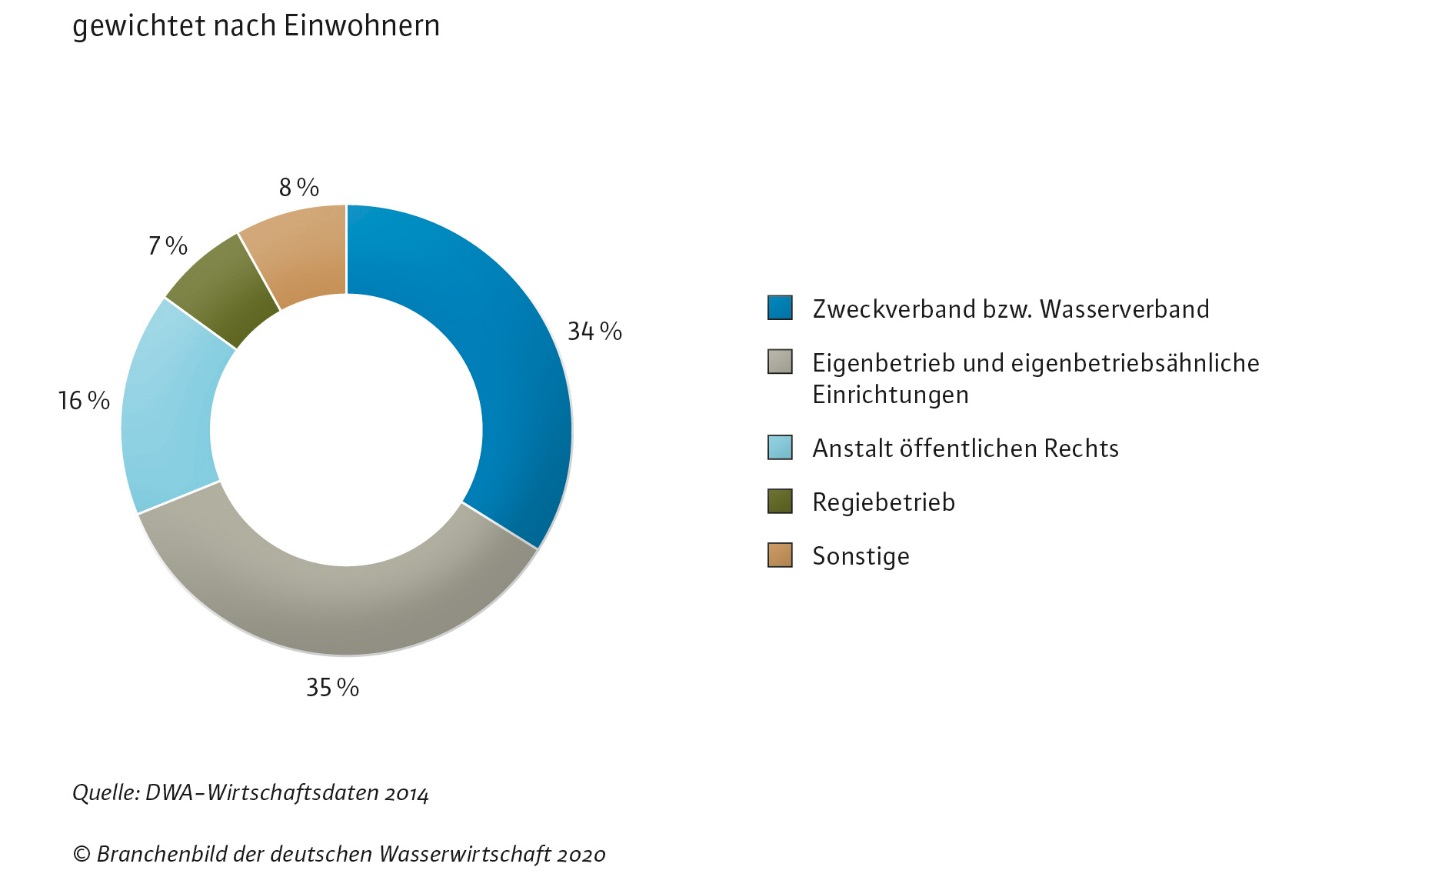 gewichtet nach Einwohnern
8 %
7 %
34 %
16 %
35 %
Zweckverband bzw. Wasserverband
Eigenbetrieb und eigenbetriebsähnliche
Einrichtungen
Anstalt öffentlichen Rechts
Regiebetrieb
Sonstige
Quelle: DWA-Wirtschaftsdaten 2014
© Branchenbild der deutschen Wasserwirtschaft 2020